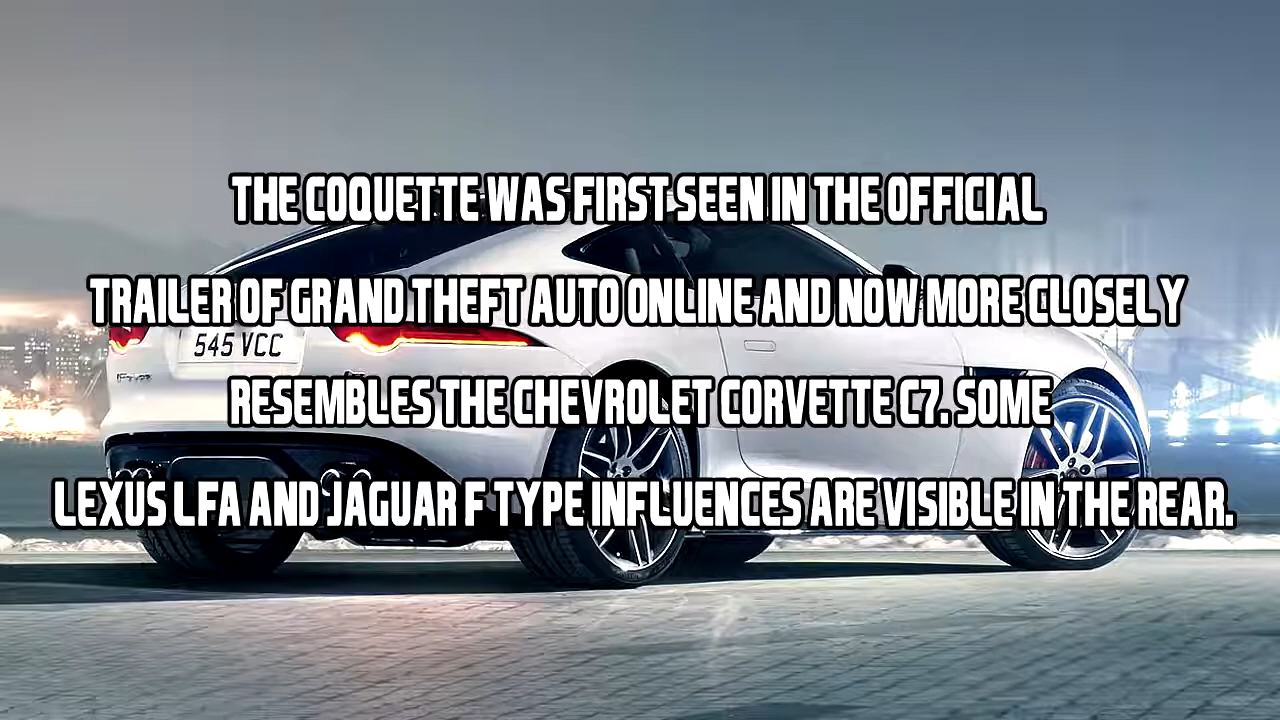 THE COQUETTE WAS FIRST SEEN IN THE OFFICIAL
TRAILER OF GRAND THEFT AUTO ONLINE AND NOW MORE CLOSELY
545 VCC
RESEMBLES THE CHEVROLET CORVETTE C7. SOME
LEXUS LFA AND JAGUAR F TYPE INFLUENCES ARE VISIBLE IN THE REAR.